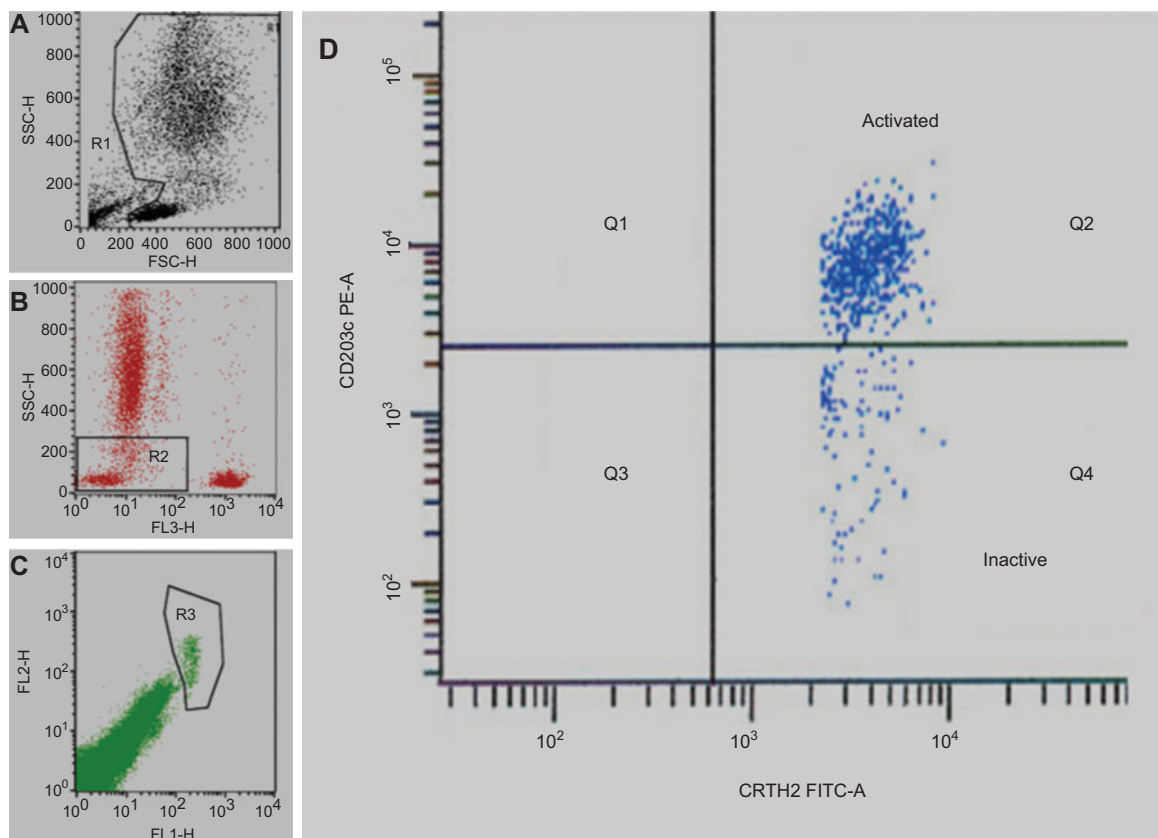 A
1000
R1
800
600
400
200
0
SSC-H
R1
0 200 400 600 800 1000
FSC-H
B
1000
800
600
400
200
0
SSC-H
R2
10^0 10^1 10^2 10^3 10^4
FL3-H
C
10^4
10^3
10^2
10^1
10^0
FL2-H
R3
10^0 10^1 10^2 10^3 10^4
FL1-H
D
10^5
10^4
10^3
10^2
CD203c PE-A
Activated
Q1
Q2
Q3
Q4
Inactive
10^2 10^3 10^4
CRTH2 FITC-A